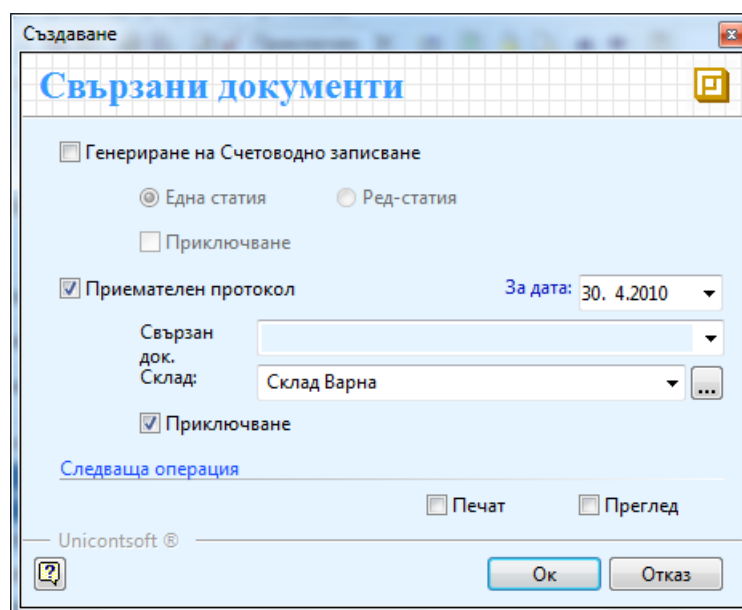 Създаване
Свързани документи
Генериране на Счетоводно записване
Една статия Ред-статия
Приключване
Приемателен протокол За дата: 30. 4.2010
Свързан
док.
Склад: Склад Варна ...
Приключване
Следваща операция
Печат Преглед
Unicontsoft ®
Ок Отказ